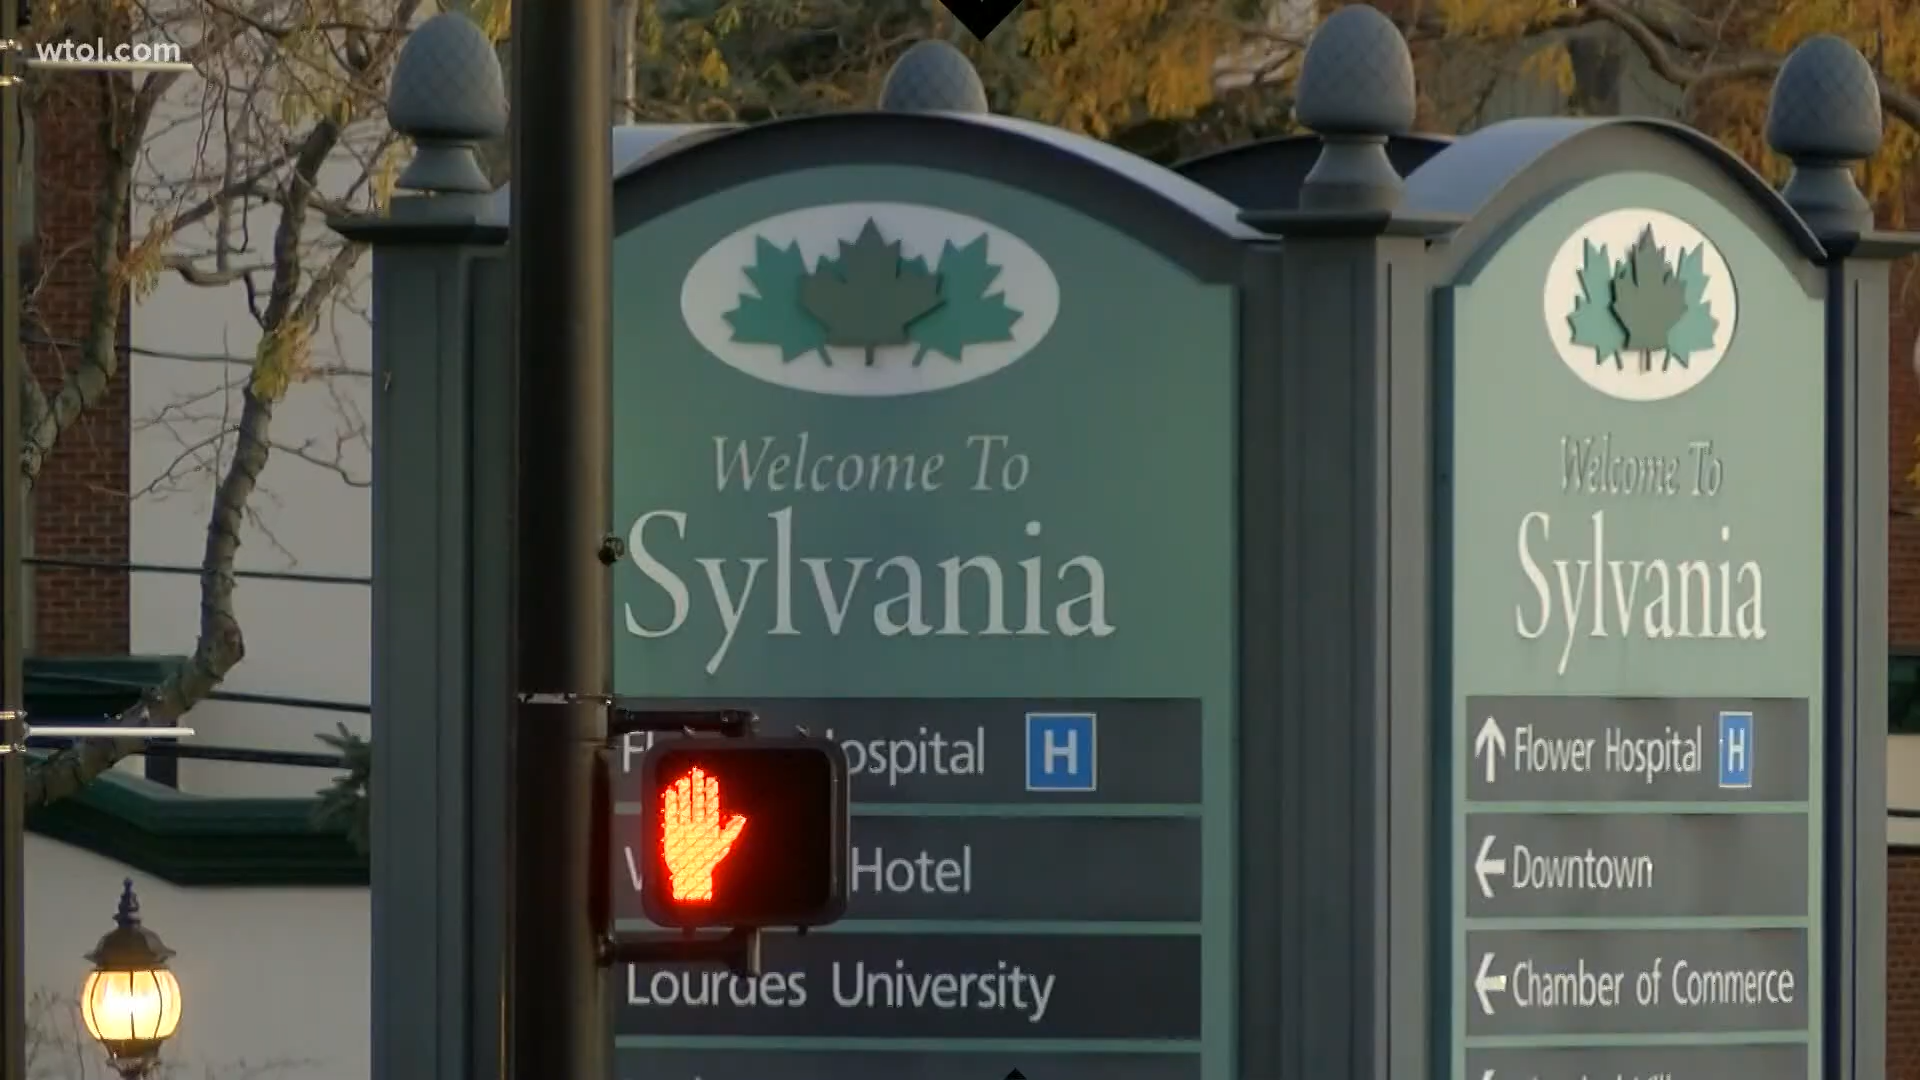 wtol.com
Welcome To
Sylvania
ospital H
Hotel
Lourdes University
Welcome To
Sylvania
↑ Flower Hospital H
← Downtown
← Chamber of Commerce